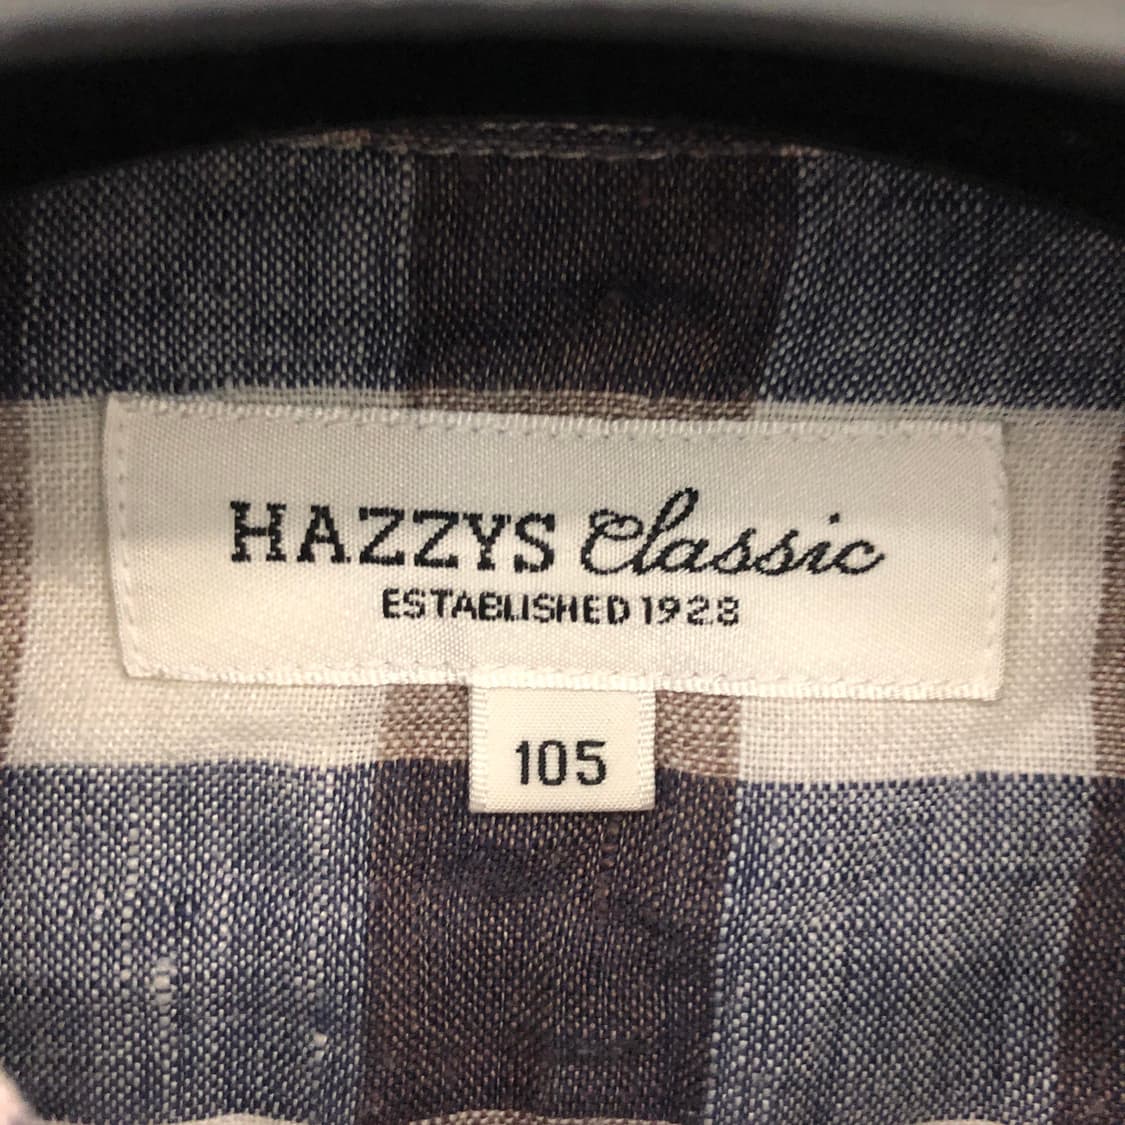 HAZZYS Classic
ESTABLISHED 1928
105